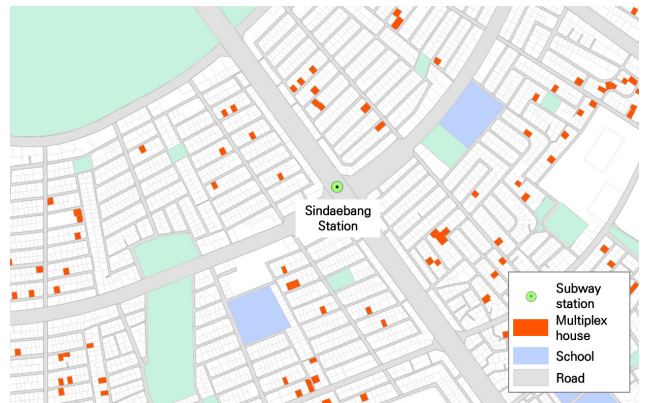 Sindaebang
Station
Subway
station
Multiplex
house
School
Road